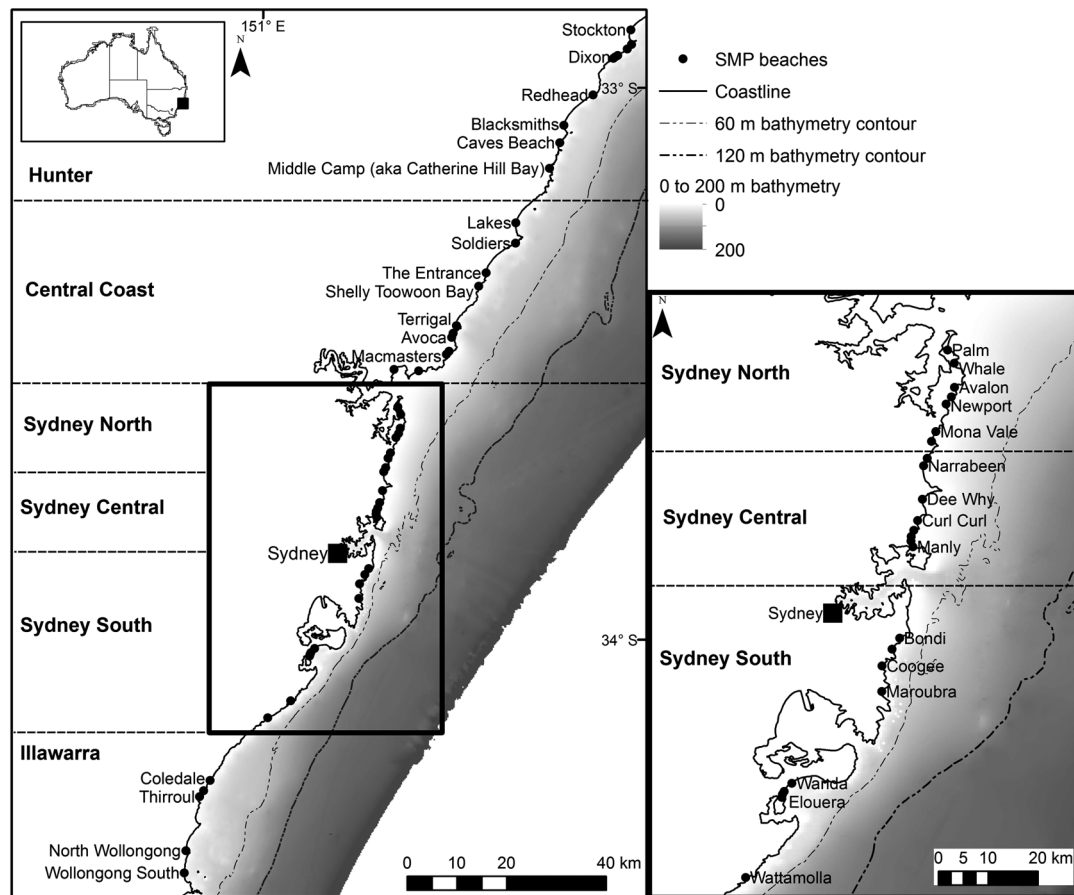 151° E
N
Stockton
Dixon
33° S
Redhead
Blacksmiths
Caves Beach
Middle Camp (aka Catherine Hill Bay)
Hunter
Lakes
Soldiers
Central Coast
The Entrance
Shelly Toowoon Bay
Terrigal
Avoca
Macmasters
Sydney North
Sydney Central
Sydney
Sydney South
34° S
Illawarra
Coledale
Thirroul
North Wollongong
Wollongong South
0 10 20 40 km
SMP beaches
Coastline
60 m bathymetry contour
120 m bathymetry contour
0 to 200 m bathymetry
0
200
N
Palm
Whale
Sydney North
Avalon
Newport
Mona Vale
Narrabeen
Dee Why
Sydney Central
Curl Curl
Manly
Sydney
Bondi
Sydney South
Coogee
Maroubra
Wanda
Elouera
Wattamolla
0 5 10 20 km